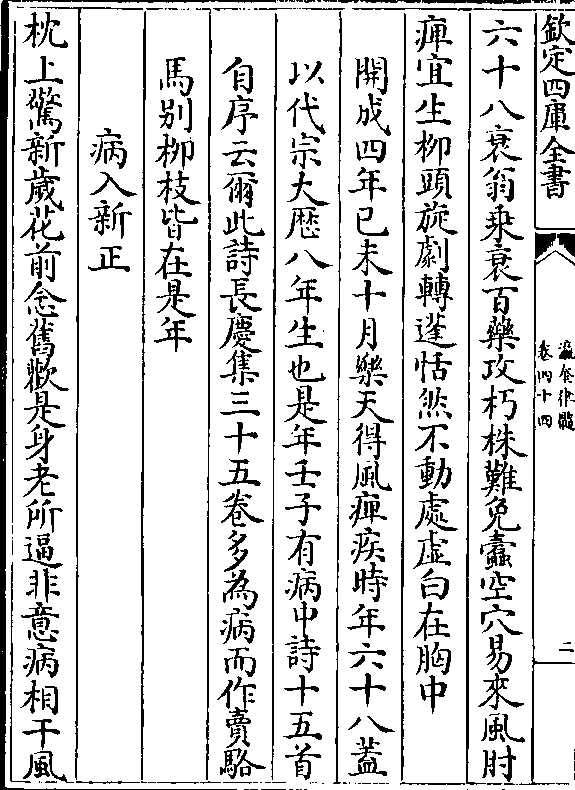 欽定四庫全書
瀛奎律髓
卷四十四
二
六十八衰翁乘衰百藥攻朽株難免蠹空穴易來風肘
痺宜生柳頭旋劇轉蓬恬然不動處虛白在胸中
開成四年己未十月樂天得風痺疾時年六十八蓋
以代宗大厯八年生也是年壬子有病中詩十五首
自序云爾此詩長慶集三十五卷多為病而作賣駱
馬别柳枝皆在是年
病入新正
枕上驚新歲花前念舊歡是身老所逼非意病相干風